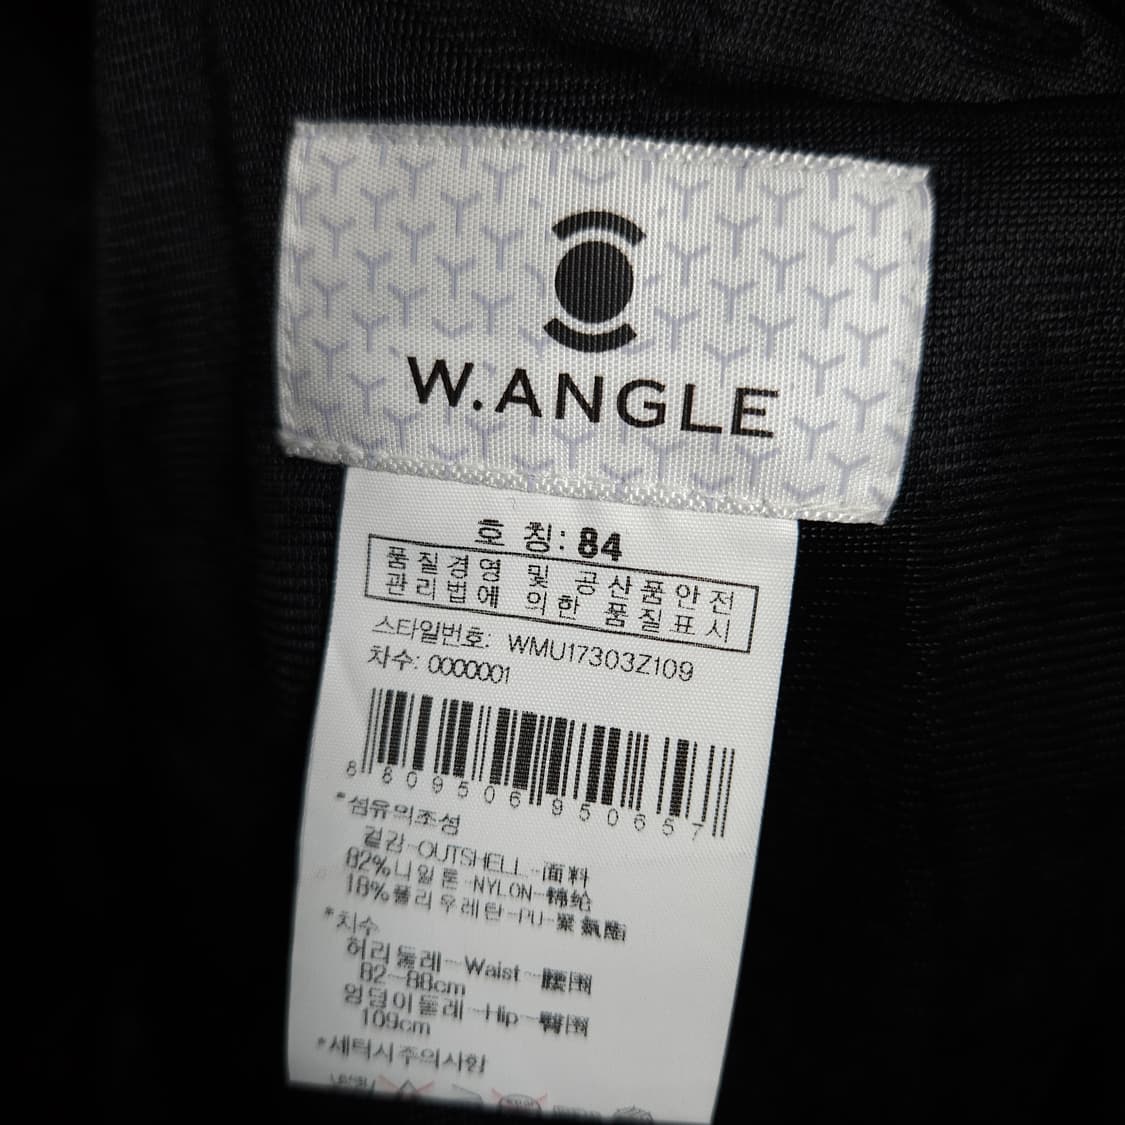 W.ANGLE
호 칭: 84
품질경영 및 공산품안전
관리법에 의한 품질표시
스타일번호: WMU17303Z109
차수: 0000001
8809506950657
*섬유의조성
겉감-OUTSHELL-面料
82%나일론-NYLON-锦纶
18%폴리우레탄-PU-聚氨酯
*치수
허리둘레-Waist-腰围
82-88cm
엉덩이둘레-Hip-臀围
109cm
*세탁시주의사항